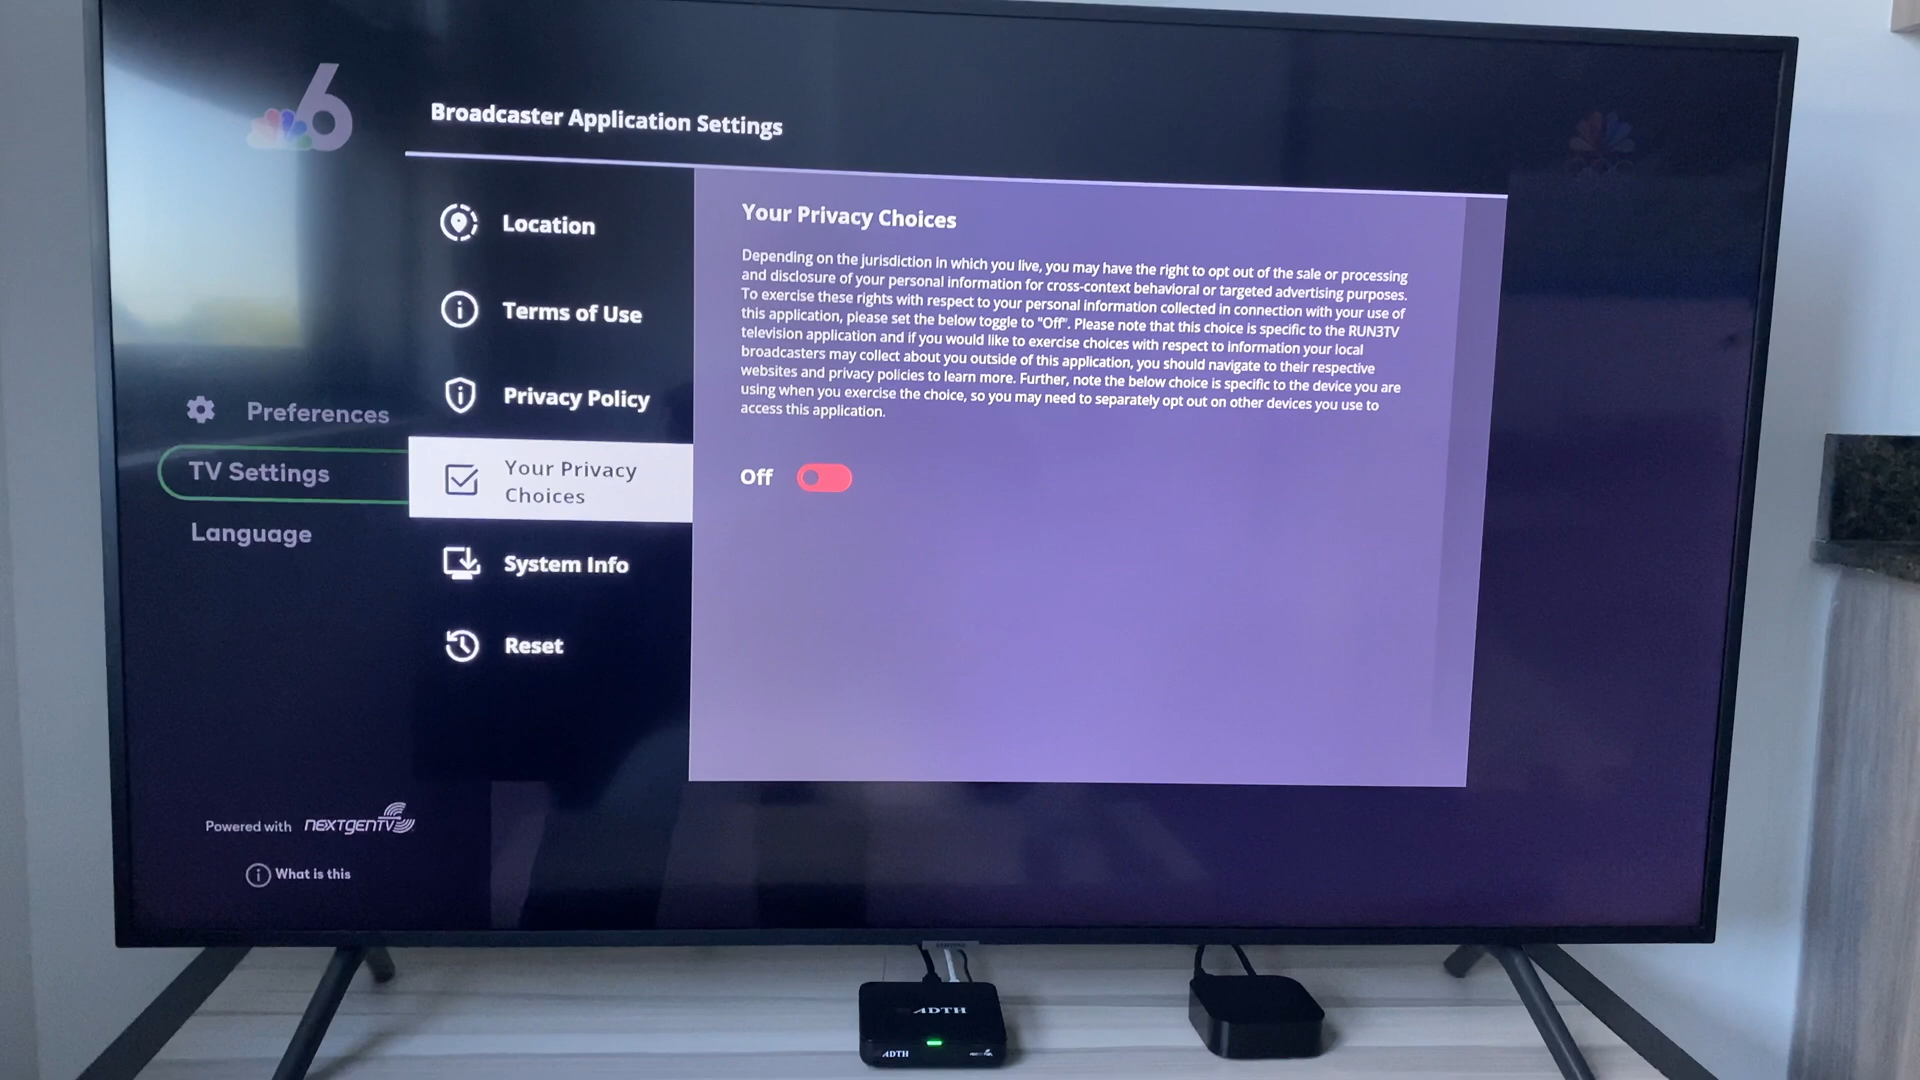 6
Broadcaster Application Settings
Location
Terms of Use
Privacy Policy
Your Privacy
Choices
System Info
Reset
Preferences
TV Settings
Language
Your Privacy Choices
Depending on the jurisdiction in which you live, you may have the right to opt out of the sale or processing
and disclosure of your personal information for cross-context behavioral or targeted advertising purposes.
To exercise these rights with respect to your personal information collected in connection with your use of
this application, please set the below toggle to "Off". Please note that this choice is specific to the RUN3TV
television application and if you would like to exercise choices with respect to information your local
broadcasters may collect about you outside of this application, you should navigate to their respective
websites and privacy policies to learn more. Further, note the below choice is specific to the device you are
using when you exercise the choice, so you may need to separately opt out on other devices you use to
access this application.
Off
Powered with NEXTGENTV
What is this
ADTH
ADTH